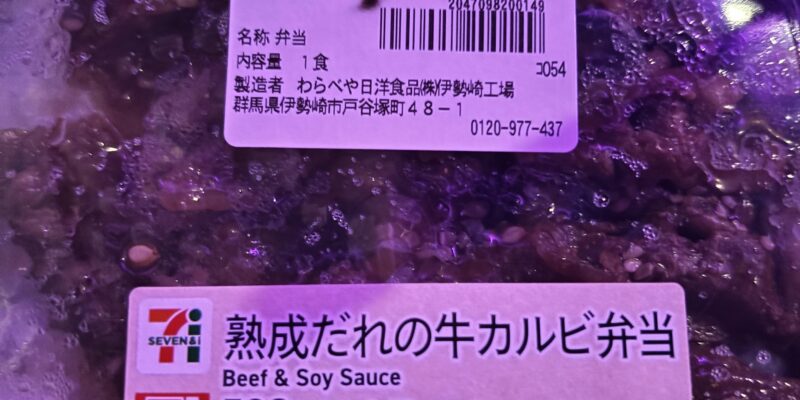 2047098200149
名称 弁当
内容量 1食
コ054
製造者 わらべや日洋食品(株)伊勢崎工場
群馬県伊勢崎市戸谷塚町48-1
0120-977-437
SEVEN&i
熟成だれの牛カルビ弁当
Beef & Soy Sauce